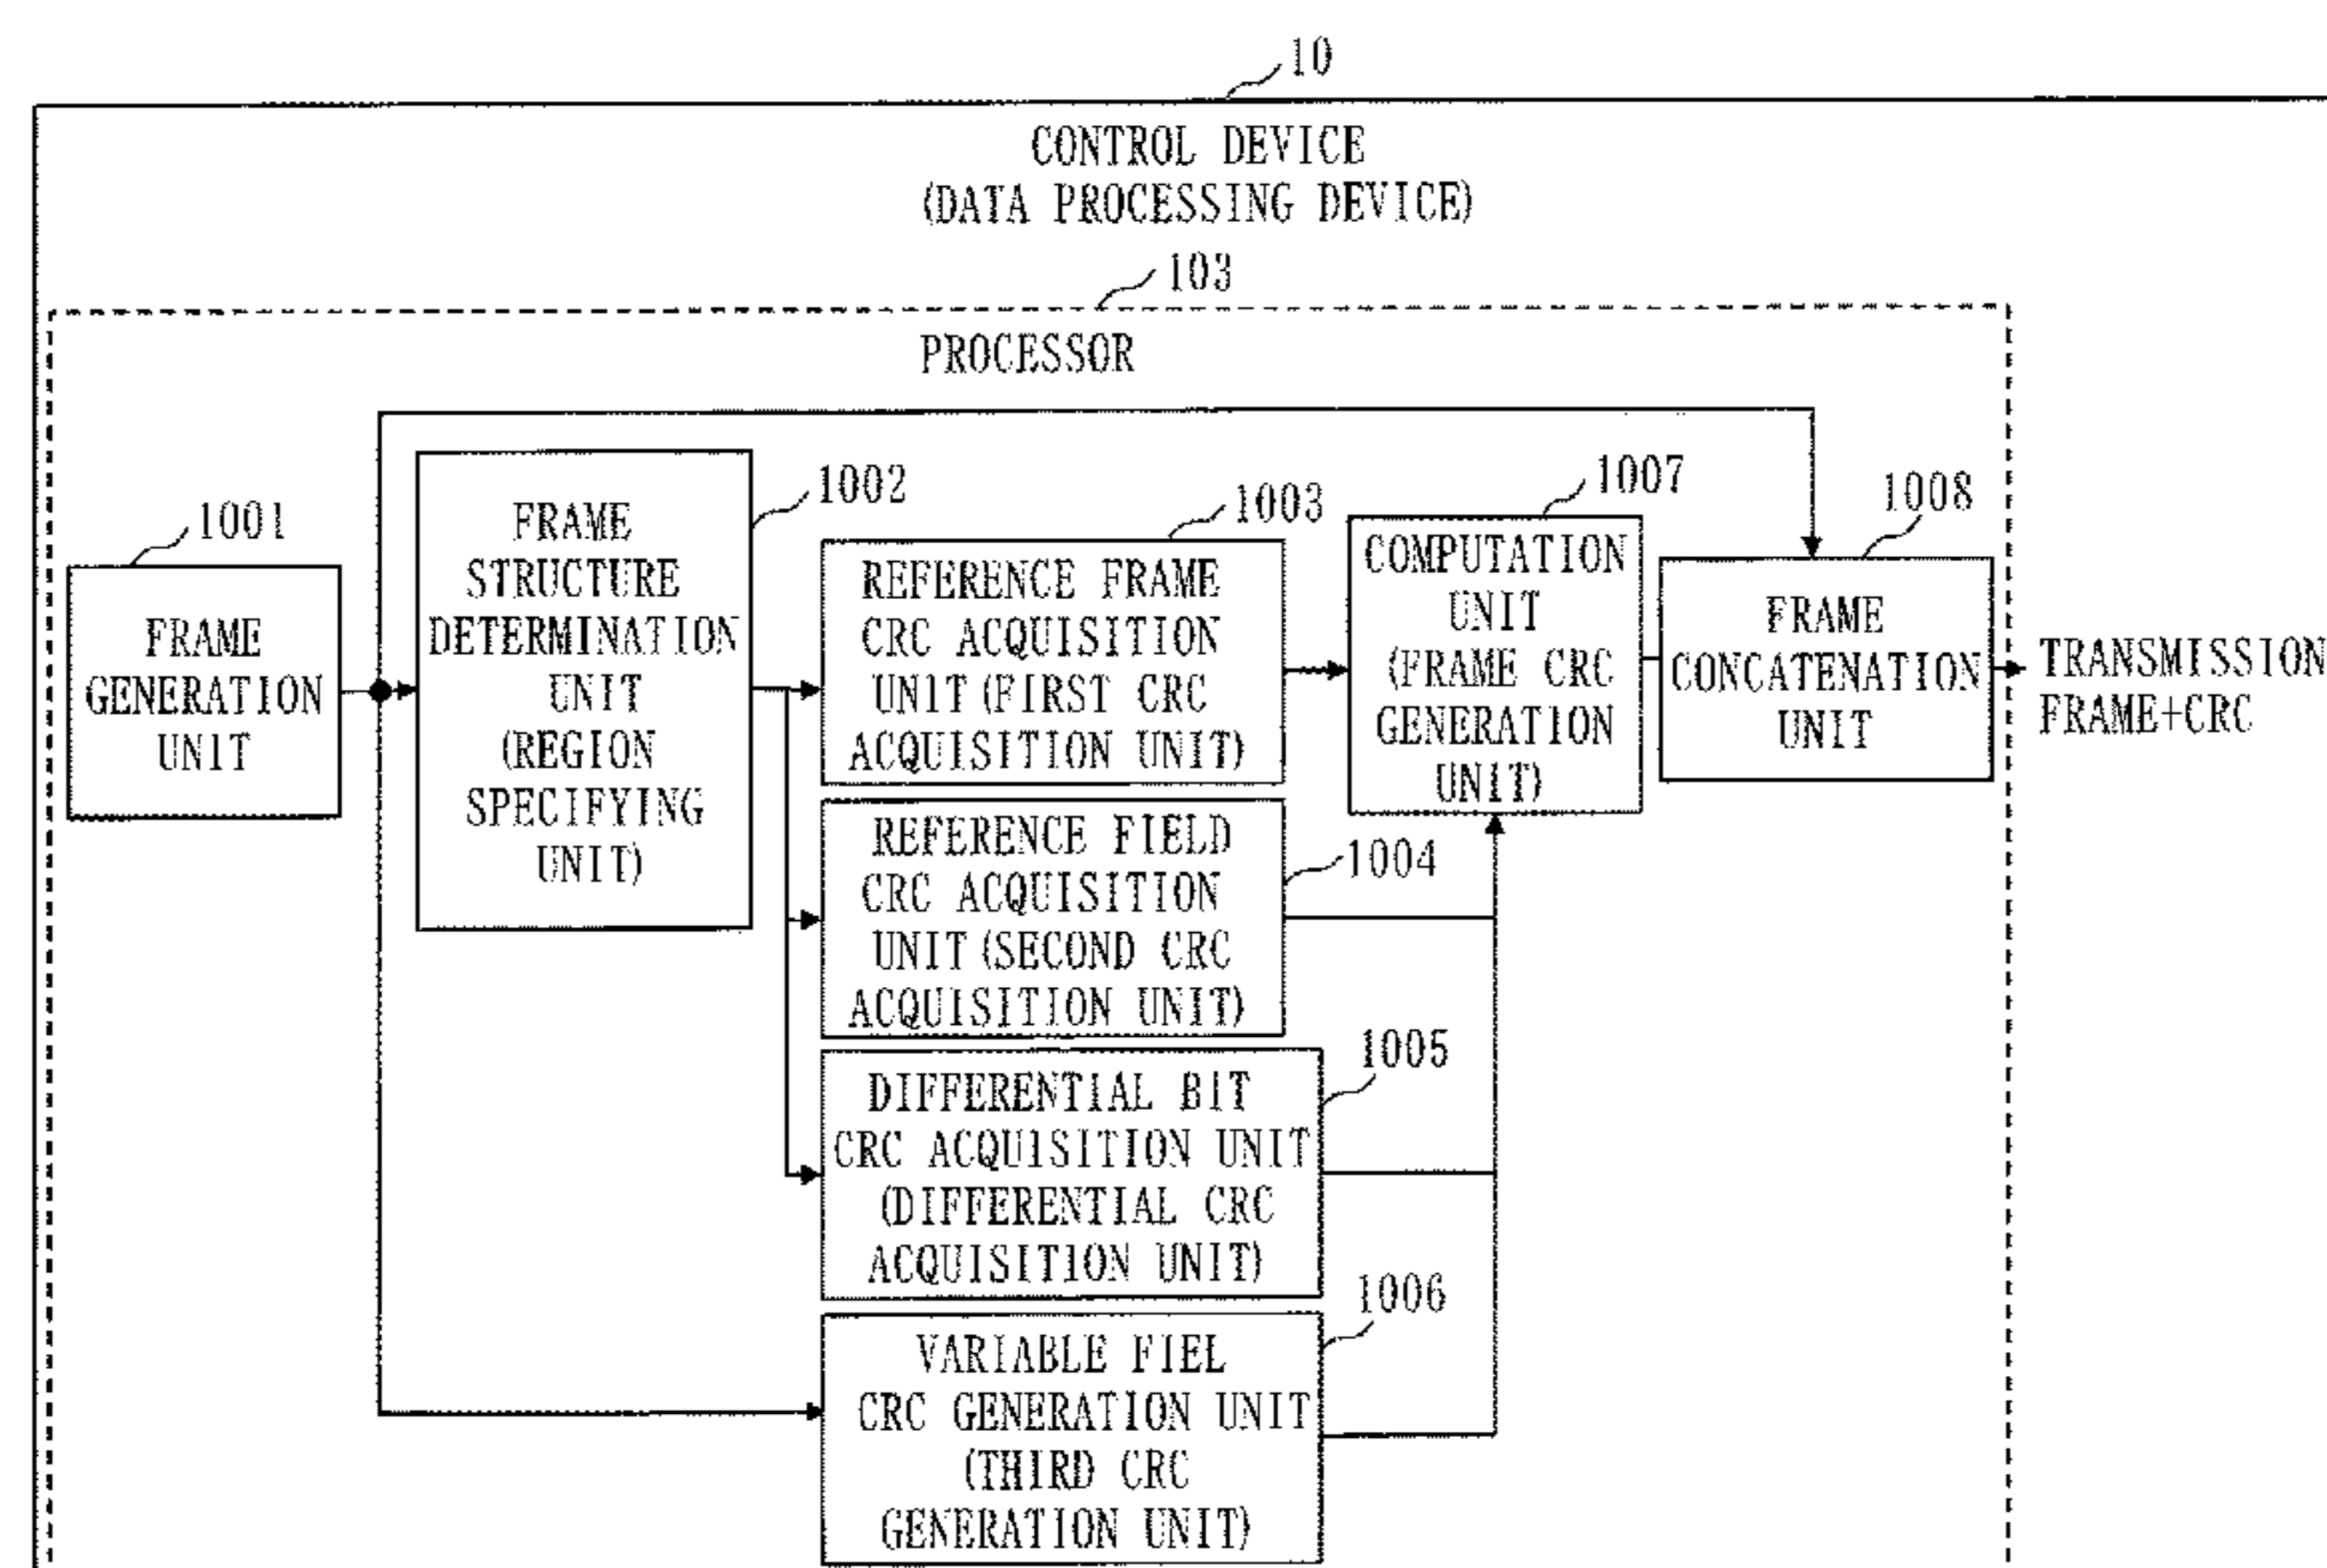 10
CONTROL DEVICE
(DATA PROCESSING DEVICE)
103
PROCESSOR
1001
FRAME
GENERATION
UNIT
1002
FRAME
STRUCTURE
DETERMINATION
UNIT
(REGION
SPECIFYING
UNIT)
1003
REFERENCE FRAME
CRC ACQUISITION
UNIT (FIRST CRC
ACQUISITION UNIT)
1004
REFERENCE FIELD
CRC ACQUISITION
UNIT (SECOND CRC
ACQUISITION UNIT)
1005
DIFFERENTIAL BIT
CRC ACQUISITION UNIT
(DIFFERENTIAL CRC
ACQUISITION UNIT)
1006
VARIABLE FIEL
CRC GENERATION UNIT
(THIRD CRC
GENERATION UNIT)
1007
COMPUTATION
UNIT
(FRAME CRC
GENERATION
UNIT)
1008
FRAME
CONCATENATION
UNIT
TRANSMISSION
FRAME+CRC